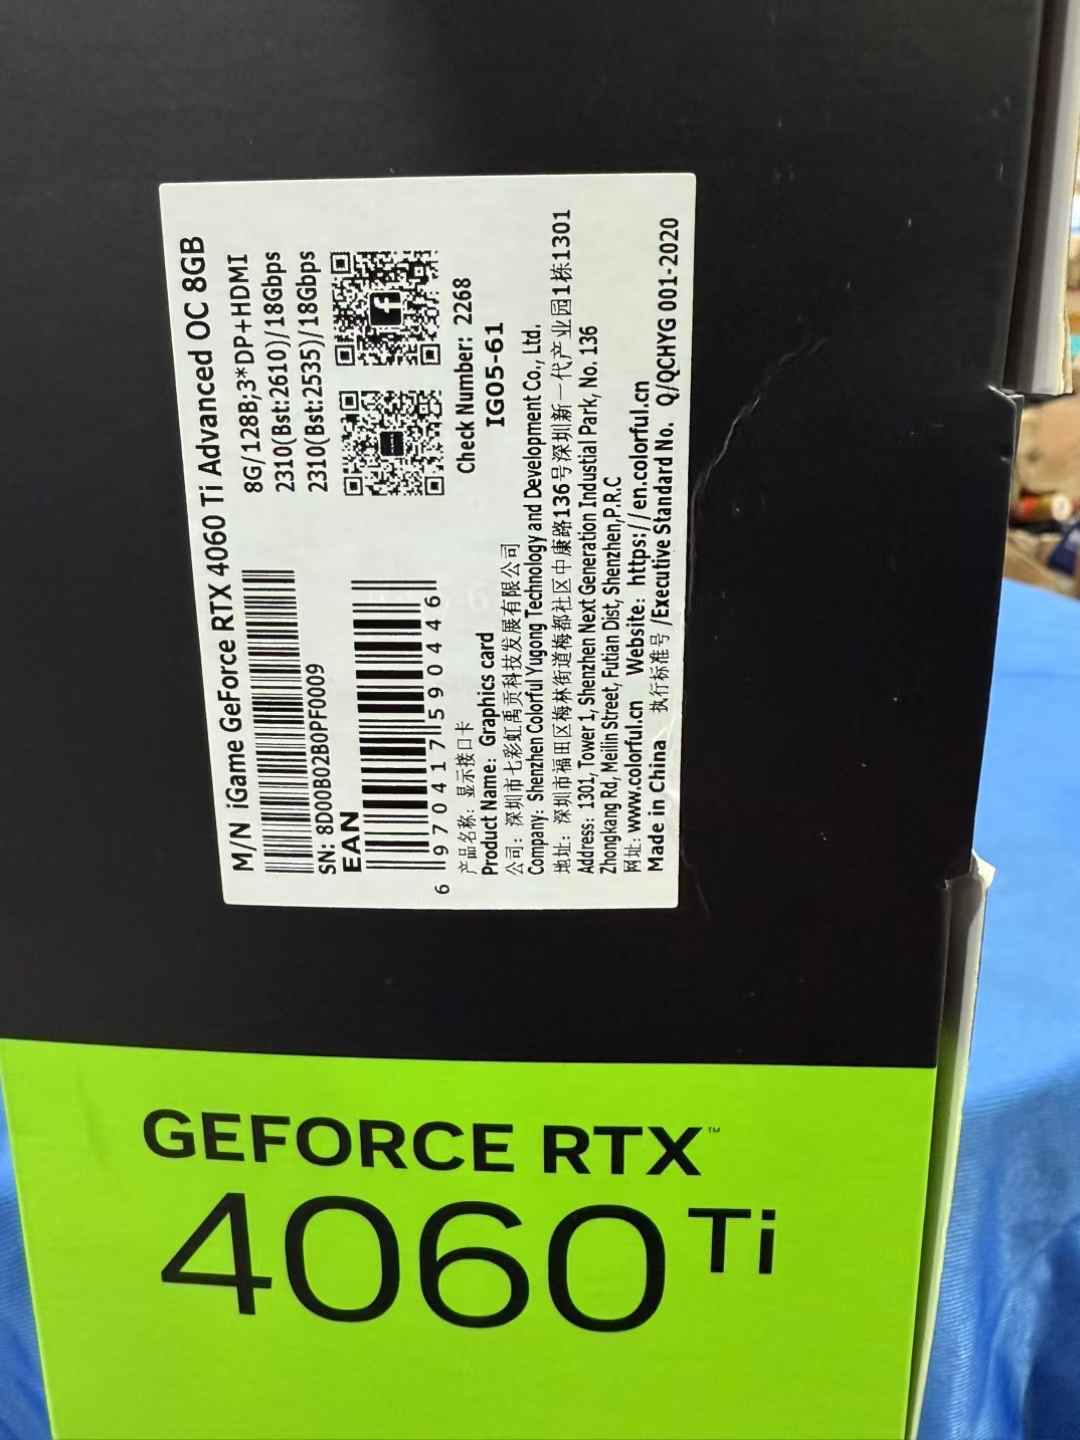 M/N iGame GeForce RTX 4060 Ti Advanced OC 8GB
8G/128B;3*DP+HDMI
2310(Bst:2610)/18Gbps
2310(Bst:2535)/18Gbps
SN: 8D00B02B0PF0009
EAN
6 970417 590446
Check Number: 2268
IG05-61
产品名称: 显示接口卡
Product Name: Graphics card
公司: 深圳市七彩虹禹贡科技发展有限公司
Company: Shenzhen Colorful Yugong Technology and Development Co., Ltd.
地址: 深圳市福田区梅林街道梅都社区中康路136号深圳新一代产业园1栋1301
Address: 1301, Tower 1, Shenzhen Next Generation Industial Park, No. 136
Zhongkang Rd, Meilin Street, Futian Dist, Shenzhen,P.R.C
网址: www.colorful.cn Website: https://en.colorful.cn
Made in China 执行标准号/Executive Standard No. Q/QCHYG 001-2020
GEFORCE RTX™
4060 Ti